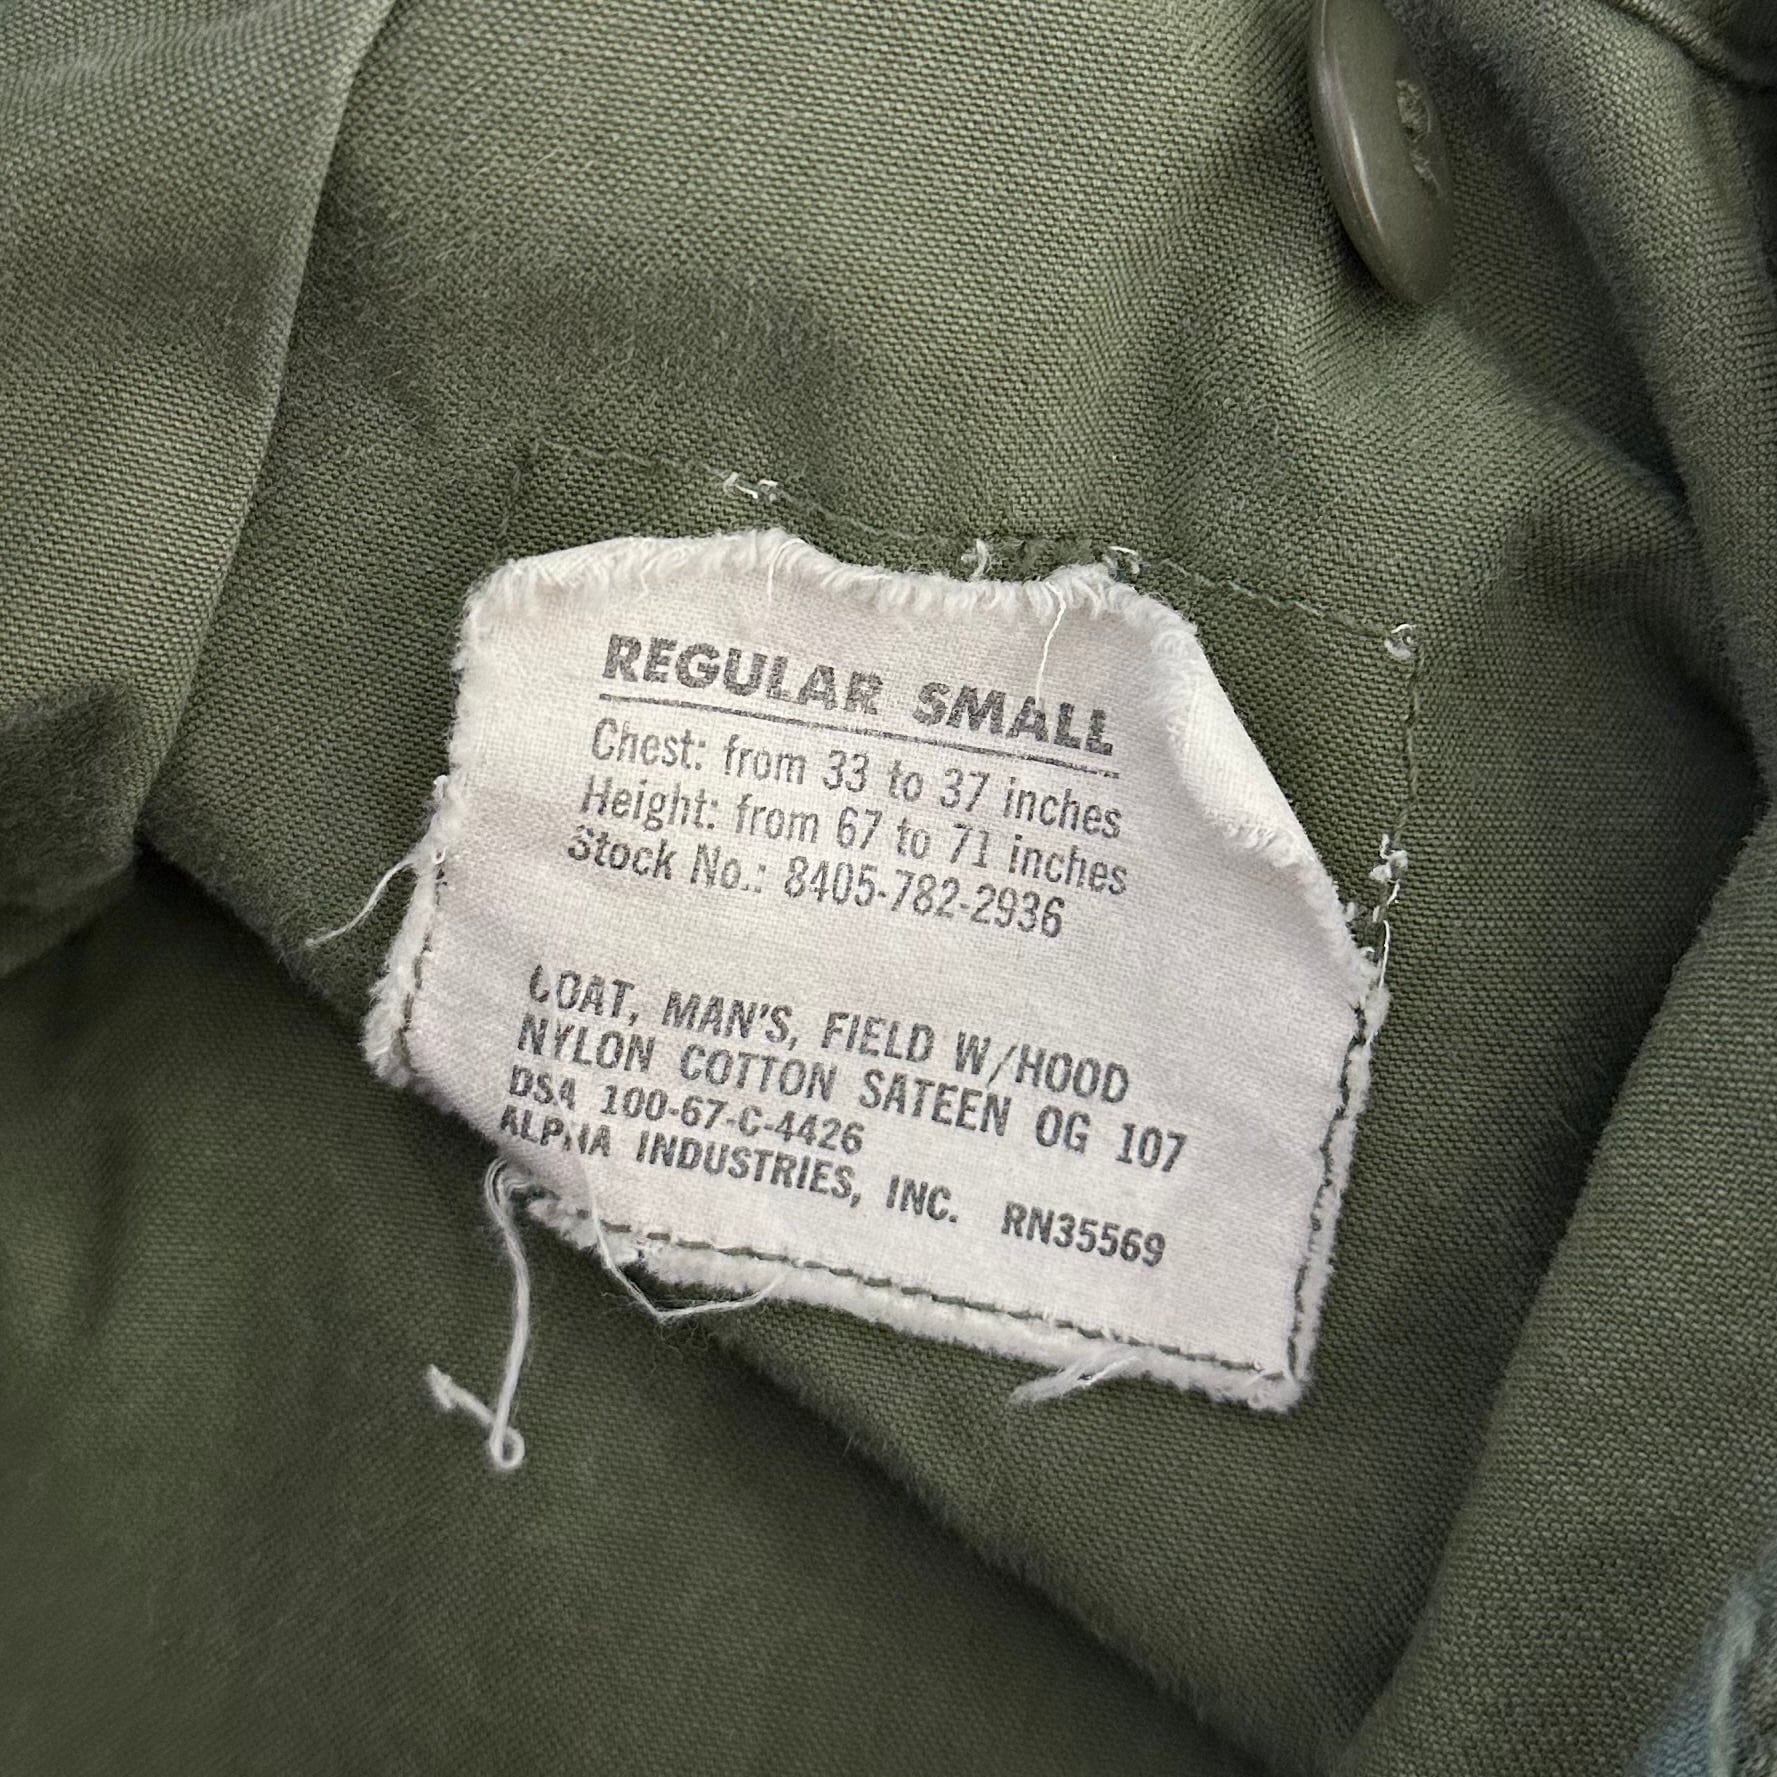 REGULAR SMALL
Chest: from 33 to 37 inches
Height: from 67 to 71 inches
Stock No.: 8405-782-2936
COAT, MAN'S, FIELD W/HOOD
NYLON COTTON SATEEN OG 107
DSA 100-67-C-4426
ALPHA INDUSTRIES, INC. RN35569